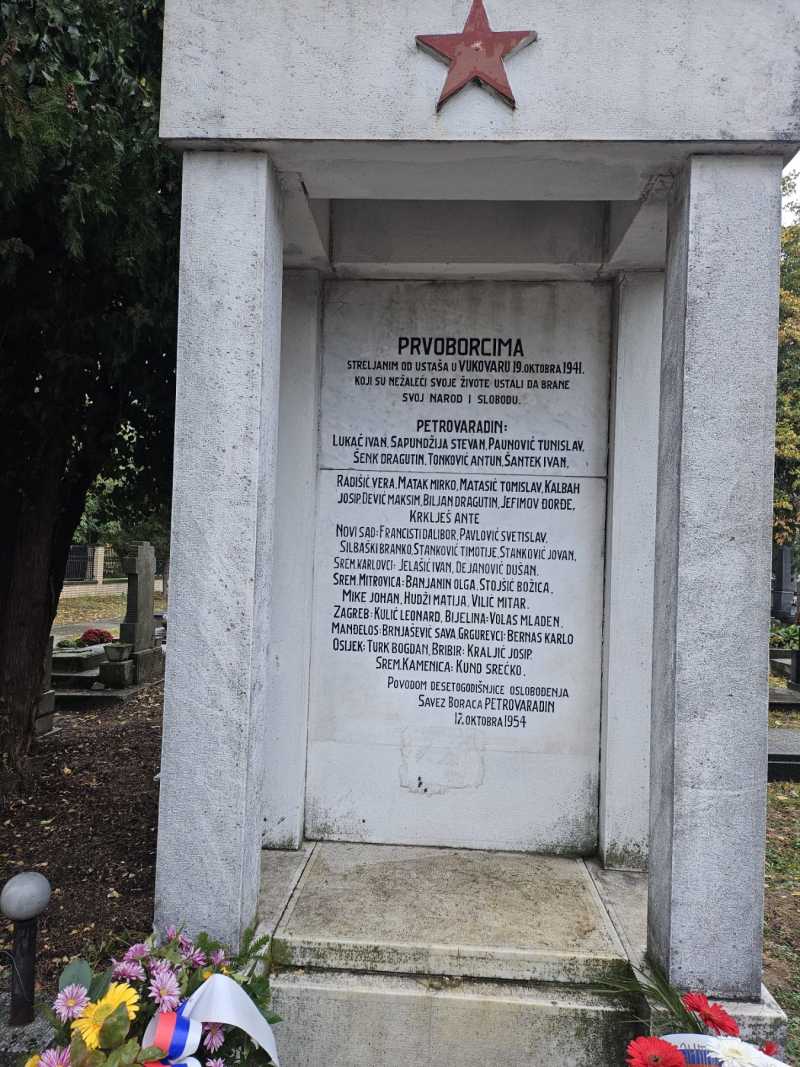 PRVOBORCIMA
STRELJANIM OD USTAŠA U VUKOVARU 19.OKTOBRA 1941.
KOJI SU NEŽALEĆI SVOJE ŽIVOTE USTALI DA BRANE
SVOJ NAROD I SLOBODU.
PETROVARADIN:
LUKAČ IVAN, SAPUNDŽIJA STEVAN, PAUNOVIĆ TUNISLAV,
ŠENK DRAGUTIN, TONKOVIĆ ANTUN, ŠANTEK IVAN,
RADIŠIĆ VERA, MATAK MIRKO, MATASIĆ TOMISLAV, KALBAH
JOSIP, DEVIĆ MAKSIM, BILJAN DRAGUTIN, JEFIMOV ĐORĐE,
KRKLJEŠ ANTE
NOVI SAD: FRANCISTI DALIBOR, PAVLOVIĆ SVETISLAV,
SILBAŠKI BRANKO, STANKOVIĆ TIMOTIJE, STANKOVIĆ JOVAN,
SREM.KARLOVCI: JELAŠIĆ IVAN, DEJANOVIĆ DUŠAN.
SREM. MITROVICA: BANJANIN OLGA, STOJŠIĆ BOŽICA,
MIKE JOHAN, HUDŽI MATIJA, VILIĆ MITAR.
ZAGREB: KULIĆ LEONARD, BIJELINA: VOLAS MLADEN.
MANĐELOS: BRNJAŠEVIĆ SAVA, GRGUREVCI: BERNAS KARLO
OSIJEK: TURK BOGDAN, BRIBIR: KRALJIĆ JOSIP.
SREM. KAMENICA: KUND SREĆKO.
POVODOM DESETOGODIŠNJICE OSLOBOĐENJA
SAVEZ BORACA PETROVARADIN
17. OKTOBRA 1954